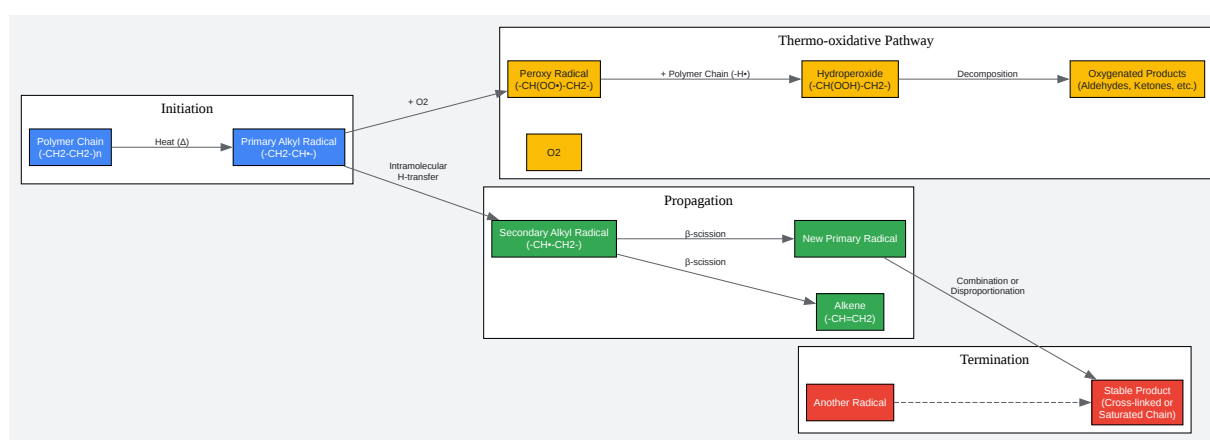 Thermo-oxidative Pathway
Peroxy Radical
(-CH(OO•)-CH2-)
+ Polymer Chain (-H•)
Hydroperoxide
(-CH(OOH)-CH2-)
Decomposition
Oxygenated Products
(Aldehydes, Ketones, etc.)
O2
Initiation
Polymer Chain
(-CH2-CH2-)n
Heat (Δ)
Primary Alkyl Radical
(-CH2-CH•-)
+ O2
Intramolecular
H-transfer
Propagation
Secondary Alkyl Radical
(-CH•-CH2-)
β-scission
New Primary Radical
β-scission
Alkene
(-CH=CH2)
Combination or
Disproportionation
Termination
Another Radical
Stable Product
(Cross-linked or
Saturated Chain)